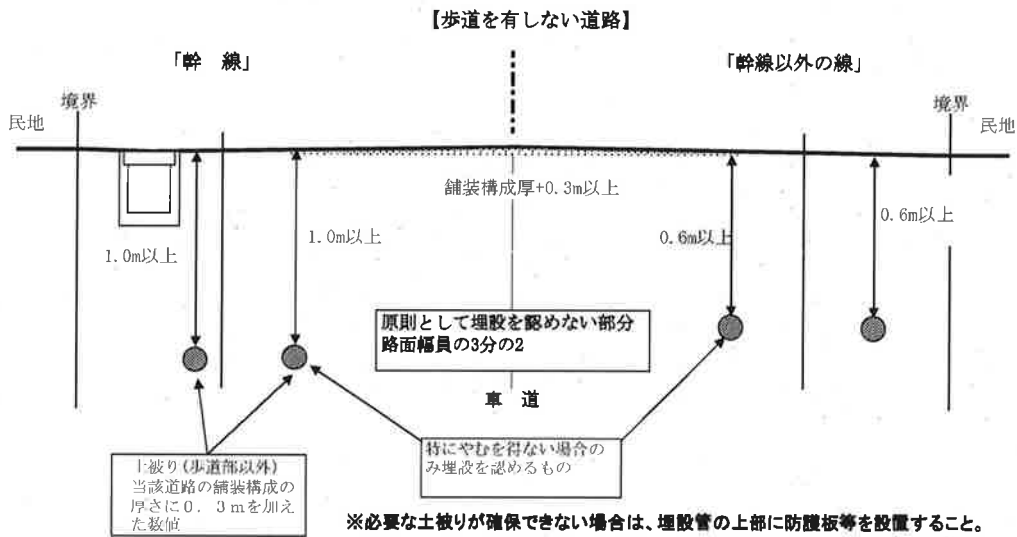 【歩道を有しない道路】
「幹　線」
「幹線以外の線」
境界
境界
民地
民地
舗装構成厚+0.3m以上
1.0m以上
1.0m以上
0.6m以上
0.6m以上
原則として埋設を認めない部分
路面幅員の3分の2
車　道
土被り(歩道部以外)
当該道路の舗装構成の
厚さに０．３ｍを加え
た数値
特にやむを得ない場合の
み埋設を認めるもの
※必要な土被りが確保できない場合は、埋設管の上部に防護板等を設置すること。